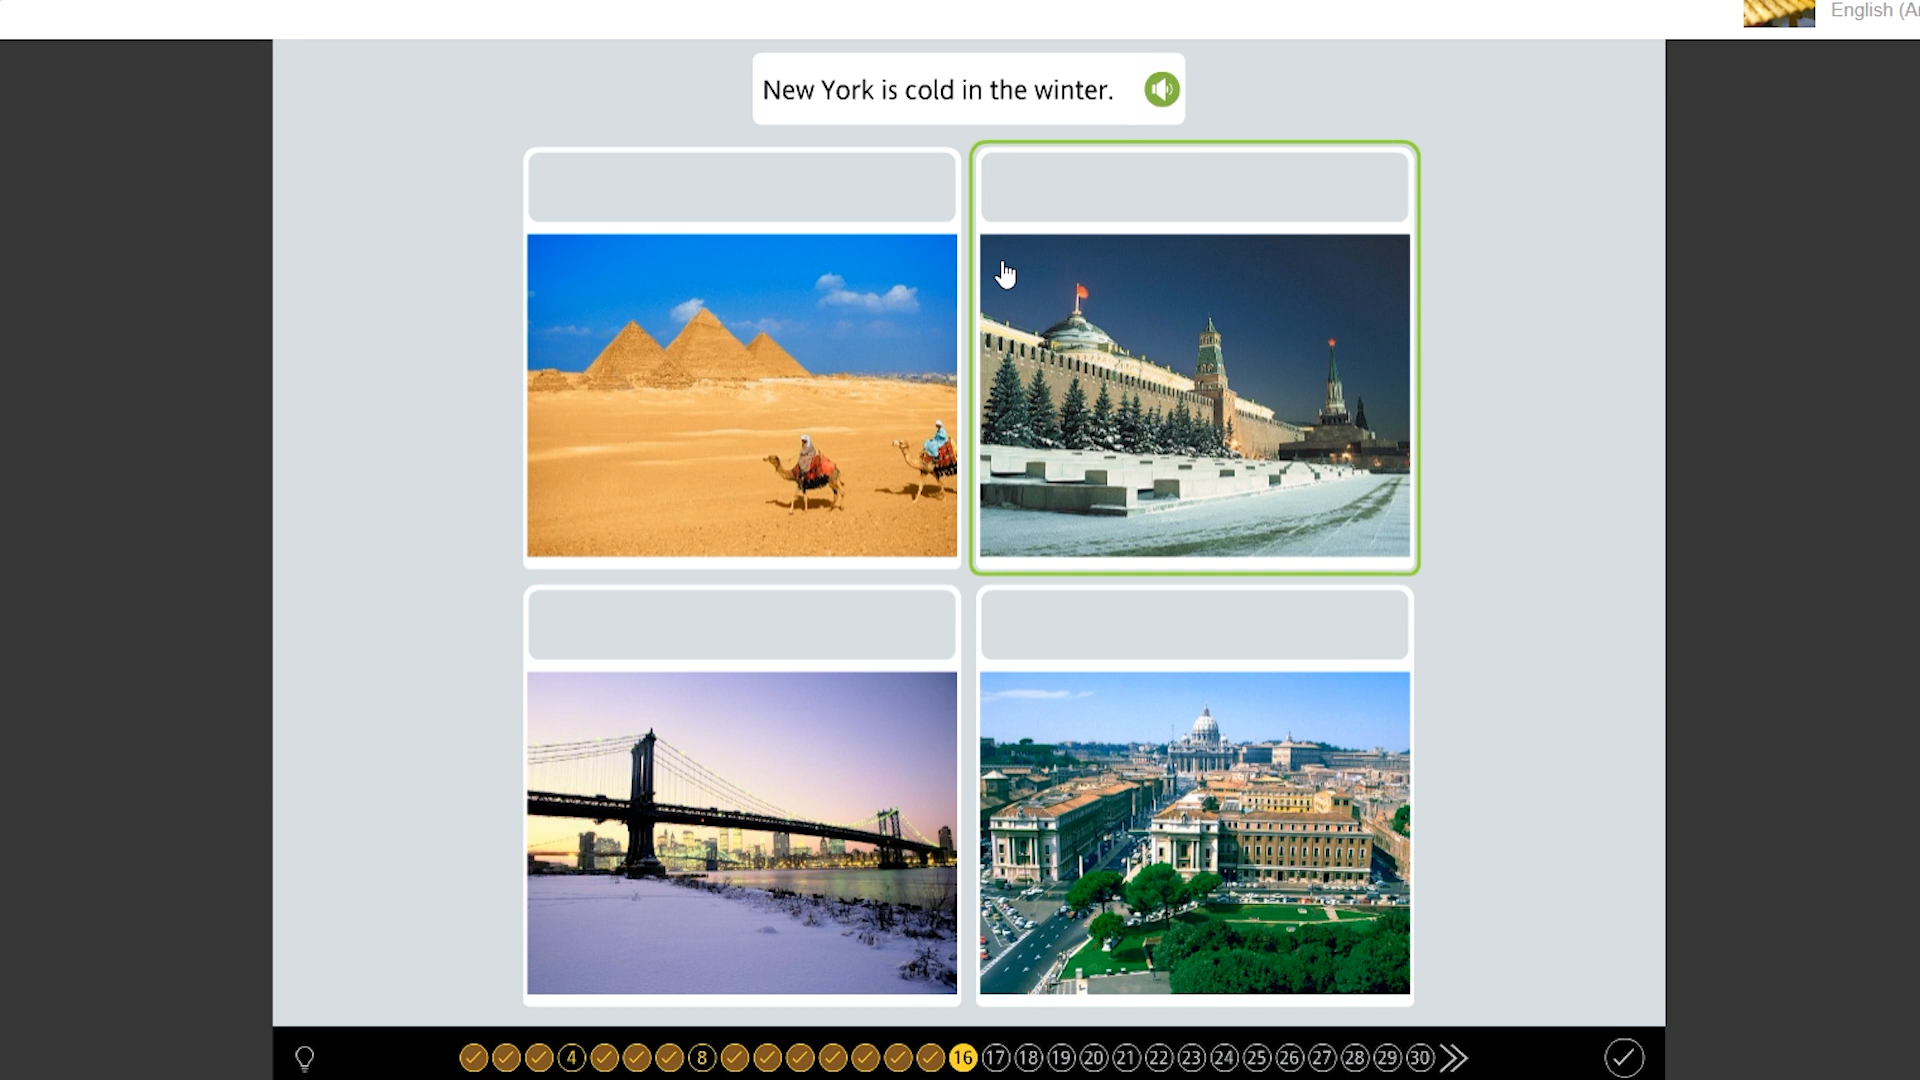 English (A
New York is cold in the winter.
4 8 16 17 18 19 20 21 22 23 24 25 26 27 28 29 30